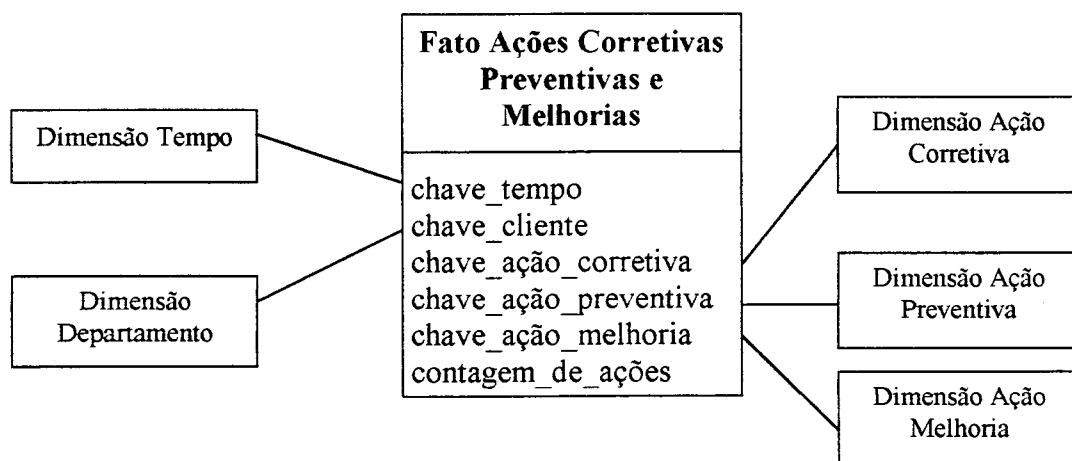 Fato Ações Corretivas
Preventivas e
Melhorias
chave_tempo
chave_cliente
chave_ação_corretiva
chave_ação_preventiva
chave_ação_melhoria
contagem_de_ações
Dimensão Tempo
Dimensão
Departamento
Dimensão Ação
Corretiva
Dimensão Ação
Preventiva
Dimensão Ação
Melhoria